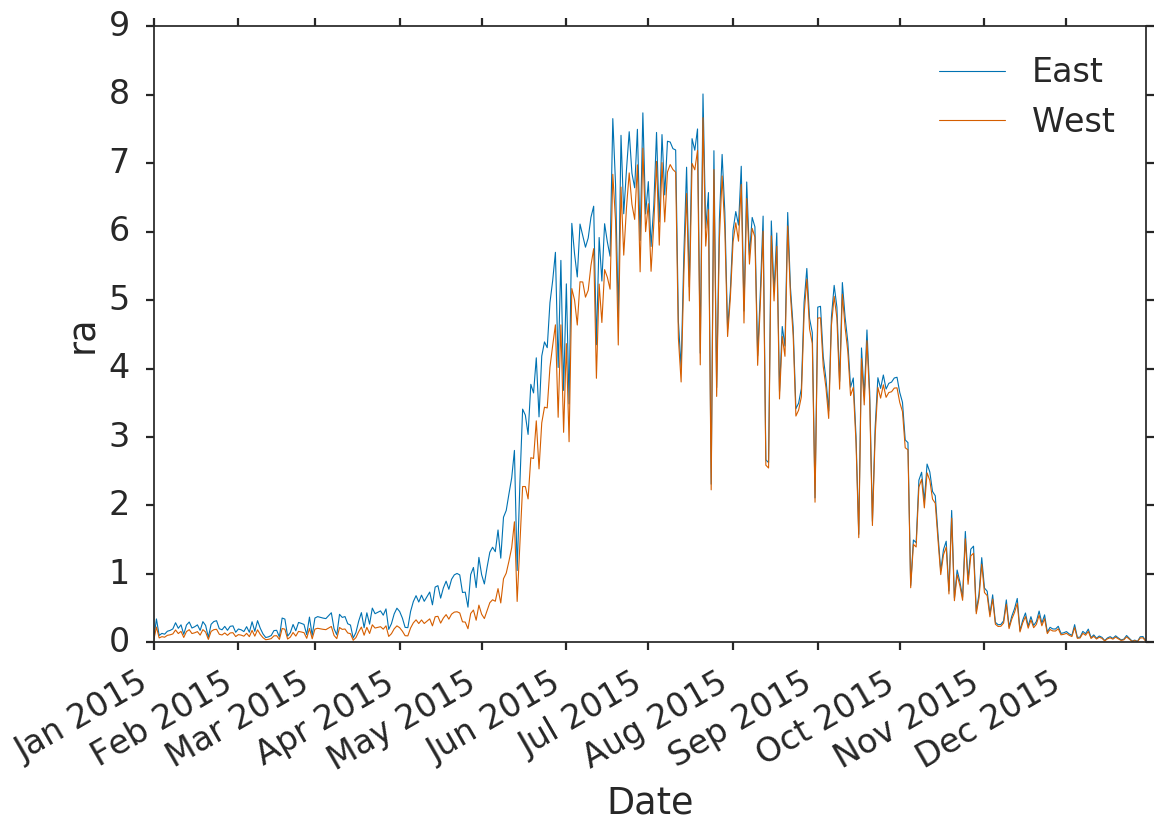 9
8
7
6
5
4
3
2
1
0
ra
East
West
Jan 2015
Feb 2015
Mar 2015
Apr 2015
May 2015
Jun 2015
Jul 2015
Aug 2015
Sep 2015
Oct 2015
Nov 2015
Dec 2015
Date